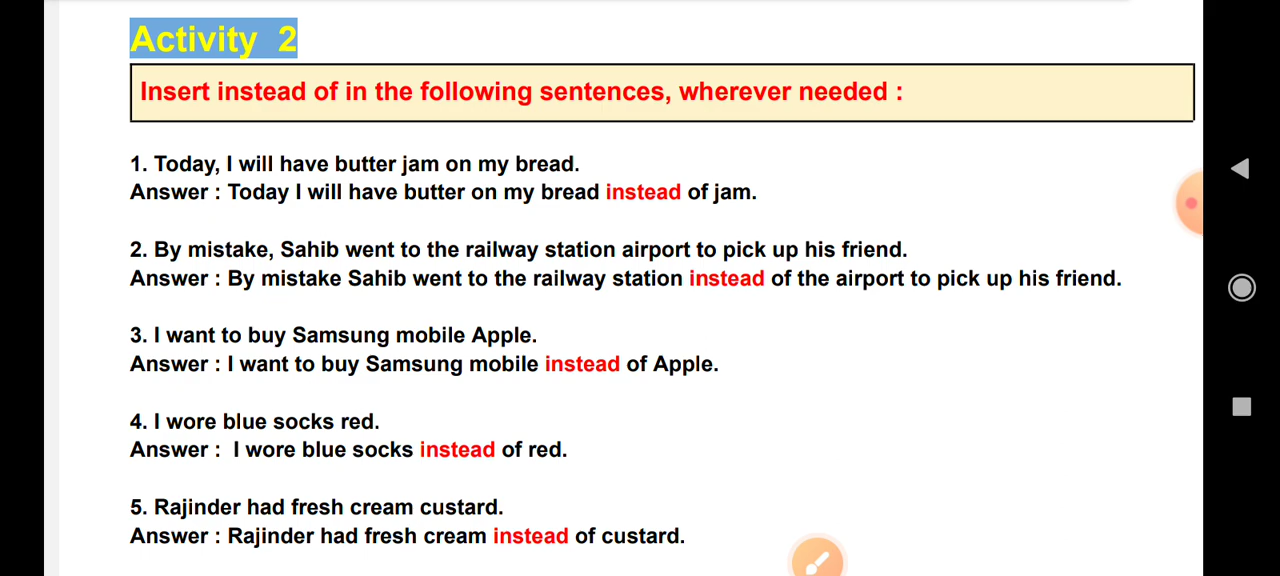 Activity 2
Insert instead of in the following sentences, wherever needed :
1. Today, I will have butter jam on my bread.
Answer : Today I will have butter on my bread instead of jam.
2. By mistake, Sahib went to the railway station airport to pick up his friend.
Answer : By mistake Sahib went to the railway station instead of the airport to pick up his friend.
3. I want to buy Samsung mobile Apple.
Answer : I want to buy Samsung mobile instead of Apple.
4. I wore blue socks red.
Answer : I wore blue socks instead of red.
5. Rajinder had fresh cream custard.
Answer : Rajinder had fresh cream instead of custard.